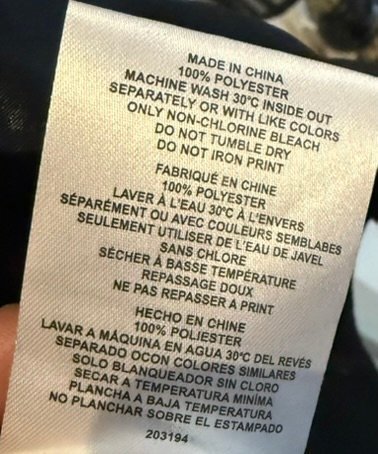 MADE IN CHINA
100% POLYESTER
MACHINE WASH 30°C INSIDE OUT
SEPARATELY OR WITH LIKE COLORS
ONLY NON-CHLORINE BLEACH
DO NOT TUMBLE DRY
DO NOT IRON PRINT
FABRIQUÉ EN CHINE
100% POLYESTER
LAVER À L'EAU 30°C À L'ENVERS
SÉPARÉMENT OU AVEC COULEURS SEMBLABES
SEULEMENT UTILISER DE L'EAU DE JAVEL
SANS CHLORE
SÉCHER À BASSE TEMPÉRATURE
REPASSAGE DOUX
NE PAS REPASSER A PRINT
HECHO EN CHINE
100% POLIESTER
LAVAR A MÁQUINA EN AGUA 30°C DEL REVÉS
SEPARADO OCON COLORES SIMILARES
SOLO BLANQUEADOR SIN CLORO
SECAR A TEMPERATURA MINÍMA
PLANCHA A BAJA TEMPERATURA
NO PLANCHAR SOBRE EL ESTAMPADO
203194